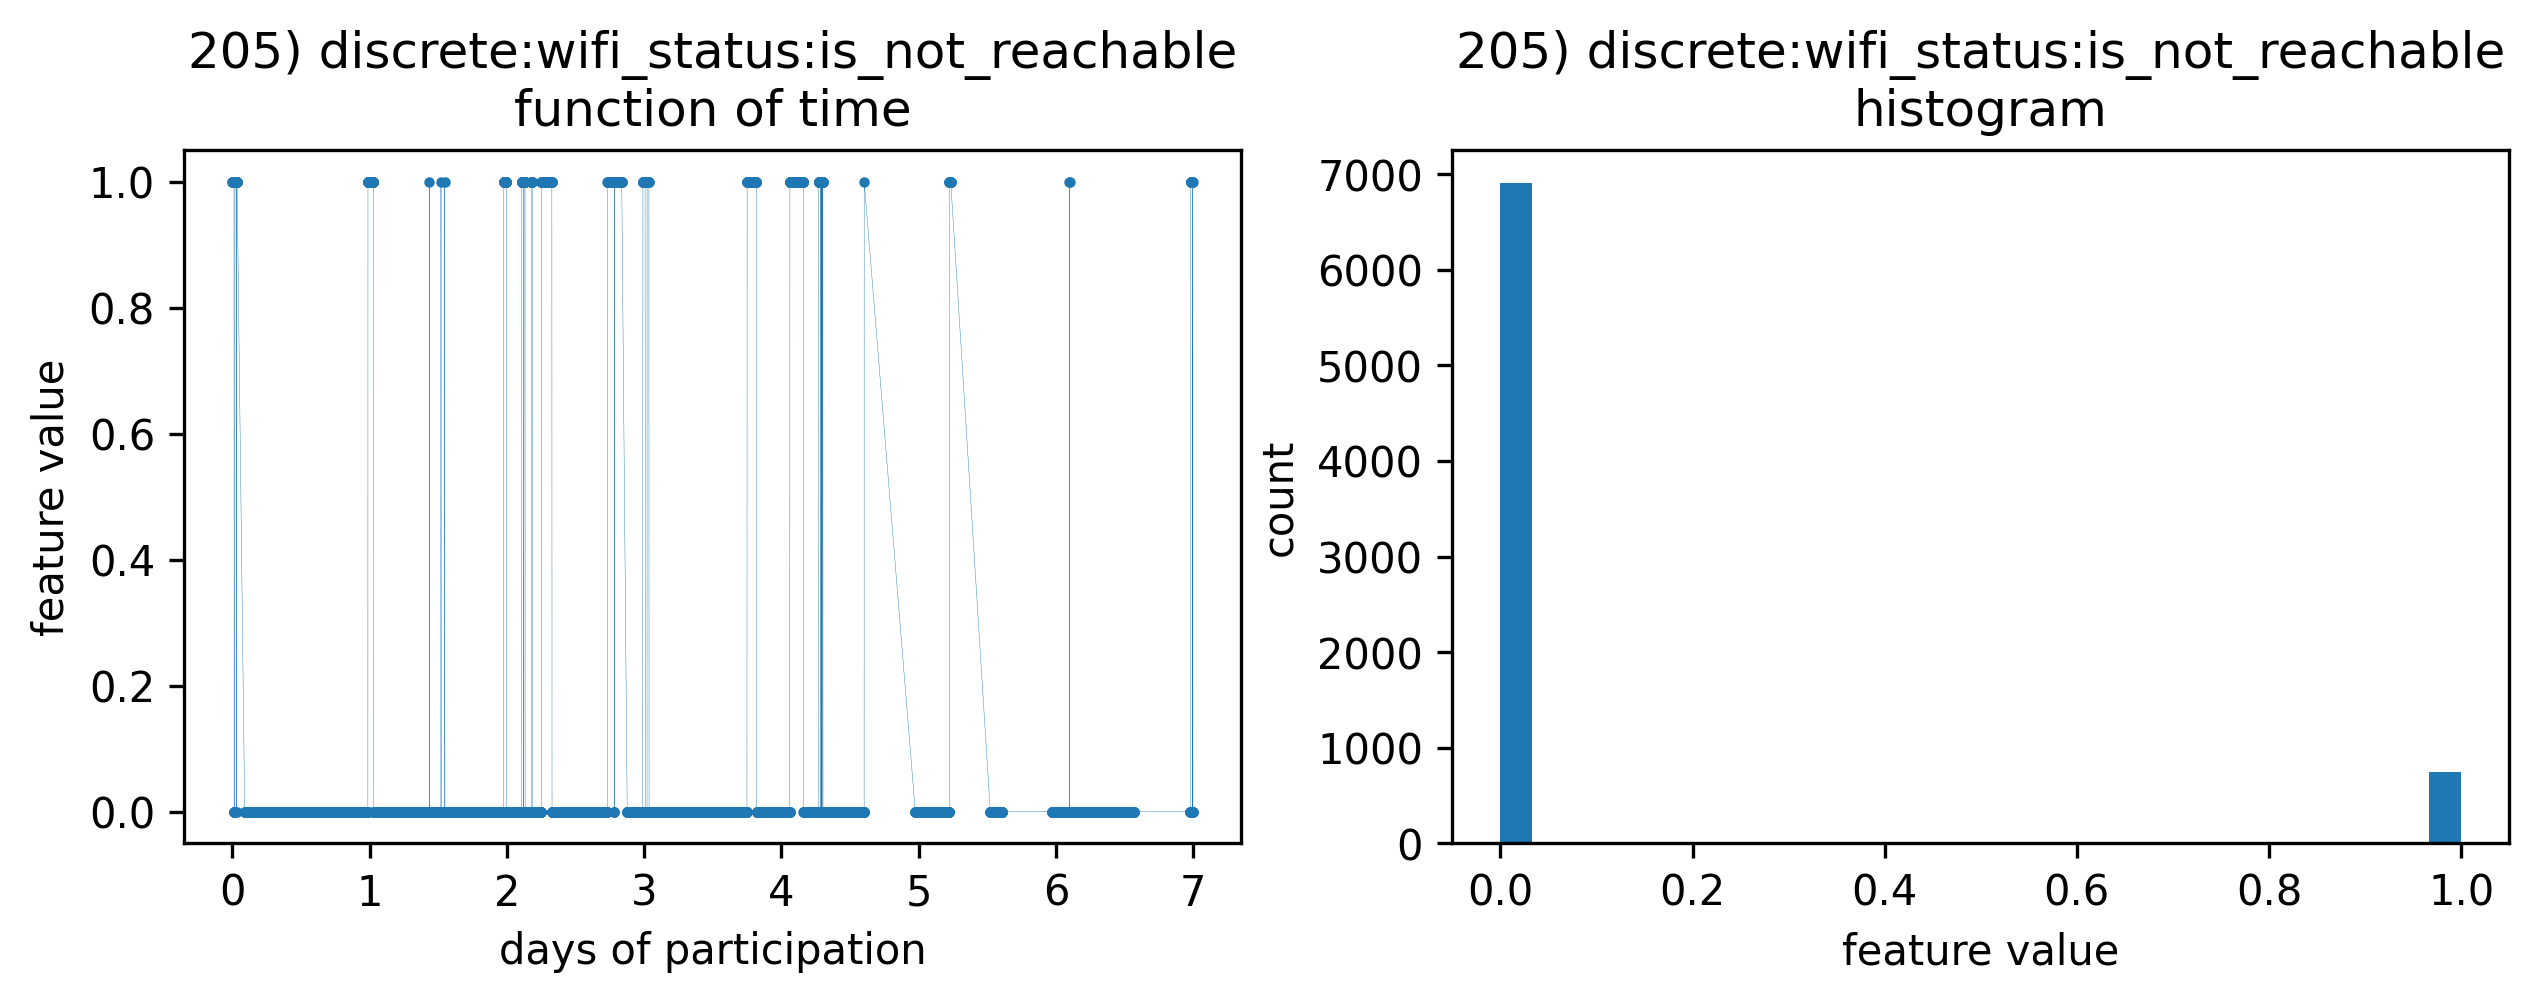 205) discrete:wifi_status:is_not_reachable
function of time
1.0
0.8
0.6
0.4
0.2
0.0
feature value
0 1 2 3 4 5 6 7
days of participation
205) discrete:wifi_status:is_not_reachable
histogram
7000
6000
5000
4000
3000
2000
1000
0
count
0.0 0.2 0.4 0.6 0.8 1.0
feature value